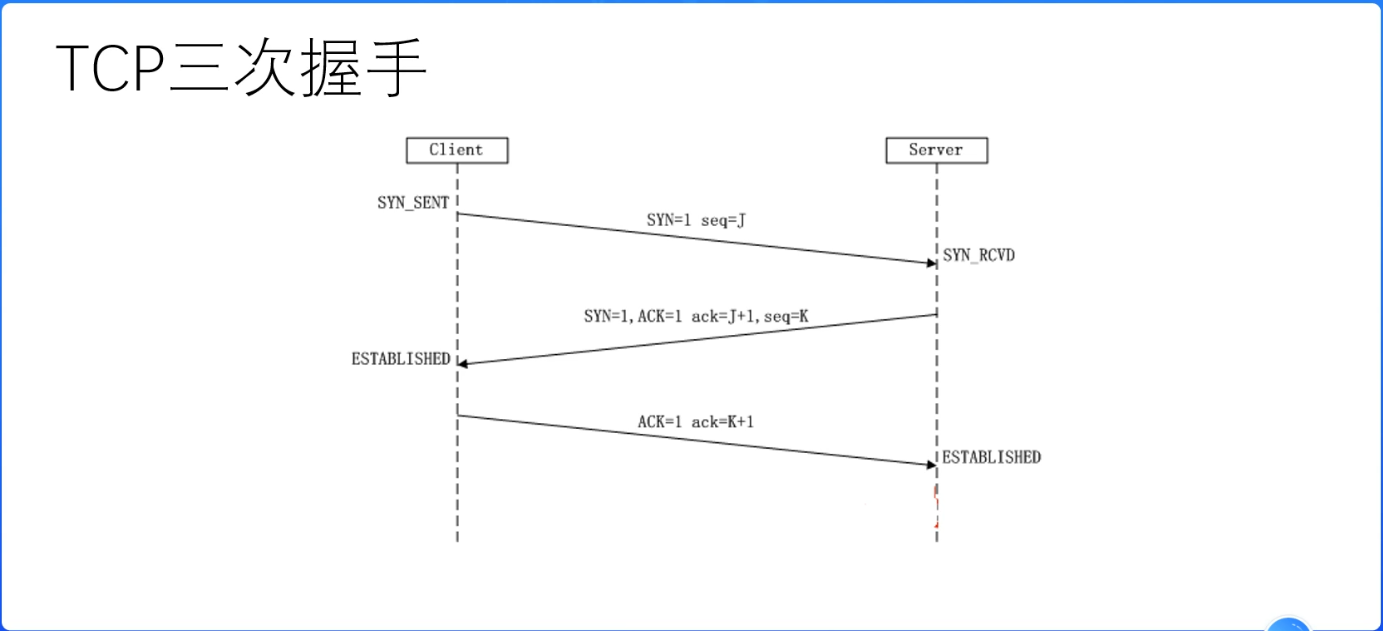 TCP三次握手
Client
Server
SYN_SENT
SYN=1 seq=J
SYN_RCVD
SYN=1,ACK=1 ack=J+1,seq=K
ESTABLISHED
ACK=1 ack=K+1
ESTABLISHED